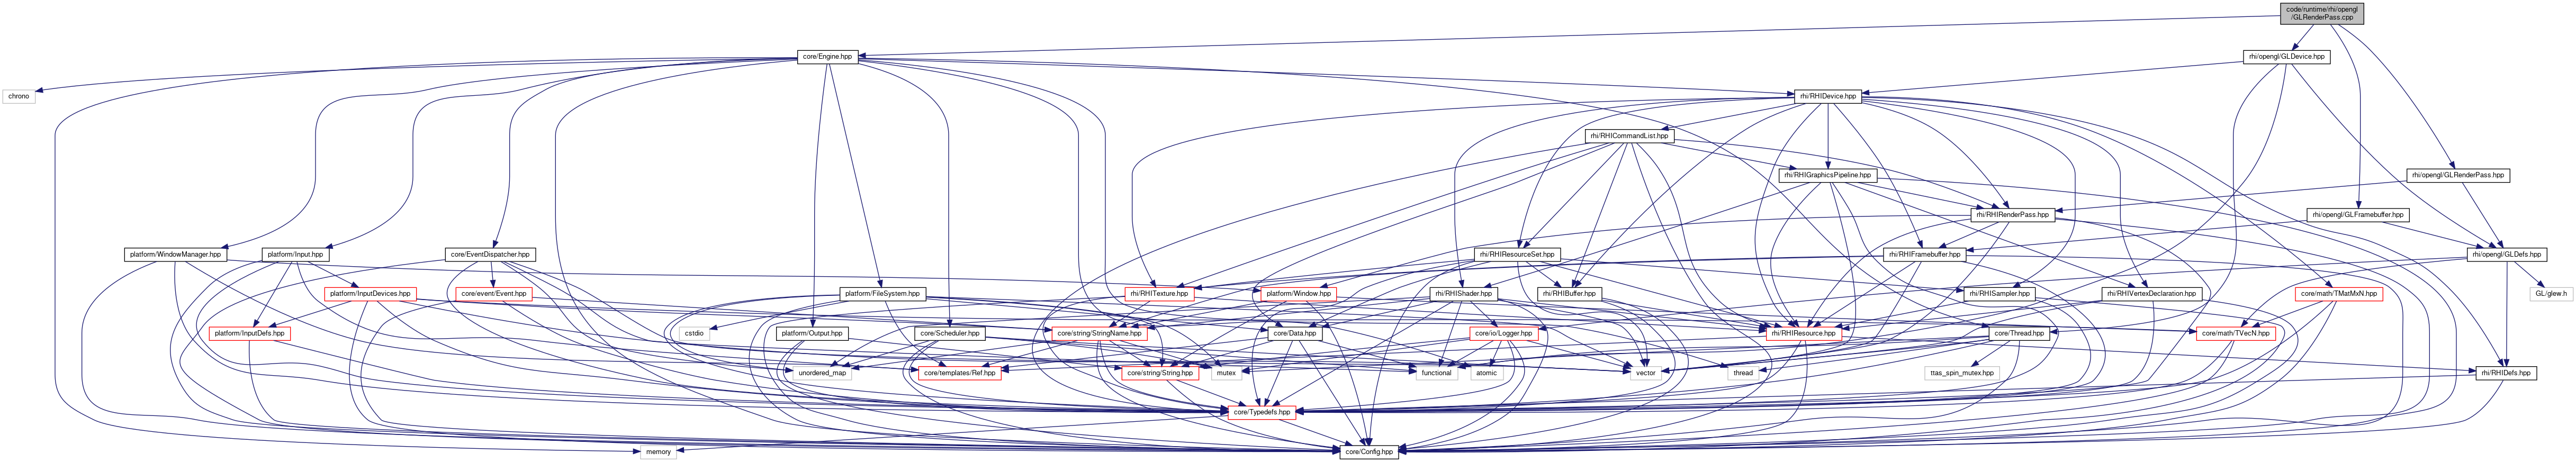 code/runtime/rhi/opengl
/GLRenderPass.cpp
core/Engine.hpp
rhi/opengl/GLDevice.hpp
chrono
rhi/RHIDevice.hpp
rhi/RHICommandList.hpp
rhi/RHIGraphicsPipeline.hpp
rhi/opengl/GLRenderPass.hpp
rhi/RHIRenderPass.hpp
rhi/opengl/GLFramebuffer.hpp
platform/WindowManager.hpp
platform/Input.hpp
core/EventDispatcher.hpp
rhi/RHIResourceSet.hpp
rhi/RHIFramebuffer.hpp
rhi/opengl/GLDefs.hpp
platform/InputDevices.hpp
core/event/Event.hpp
platform/FileSystem.hpp
rhi/RHITexture.hpp
platform/Window.hpp
rhi/RHIShader.hpp
rhi/RHIBuffer.hpp
rhi/RHISampler.hpp
rhi/RHIVertexDeclaration.hpp
core/math/TMatMxN.hpp
GL/glew.h
platform/InputDefs.hpp
cstdio
platform/Output.hpp
core/Scheduler.hpp
core/string/StringName.hpp
core/Data.hpp
core/io/Logger.hpp
rhi/RHIResource.hpp
core/Thread.hpp
core/math/TVecN.hpp
unordered_map
core/templates/Ref.hpp
core/string/String.hpp
mutex
functional
atomic
vector
thread
ttas_spin_mutex.hpp
rhi/RHIDefs.hpp
core/Typedefs.hpp
memory
core/Config.hpp